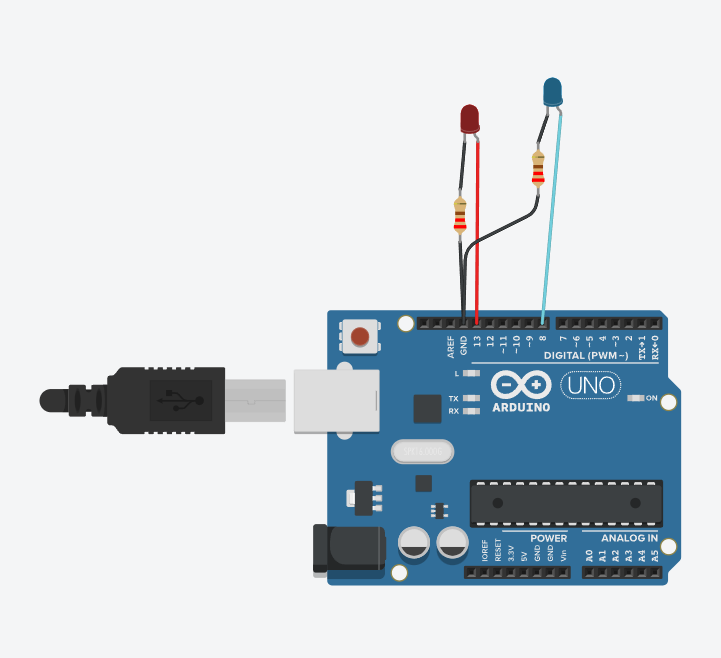 AREF
GND
13
12
~11
~10
~9
8
7
~6
~5
4
~3
2
TX→1
RX←0
DIGITAL (PWM~)
L
TX
RX
ARDUINO
UNO
ON
POWER
ANALOG IN
IOREF
RESET
3.3V
5V
GND
GND
Vin
A0
A1
A2
A3
A4
A5